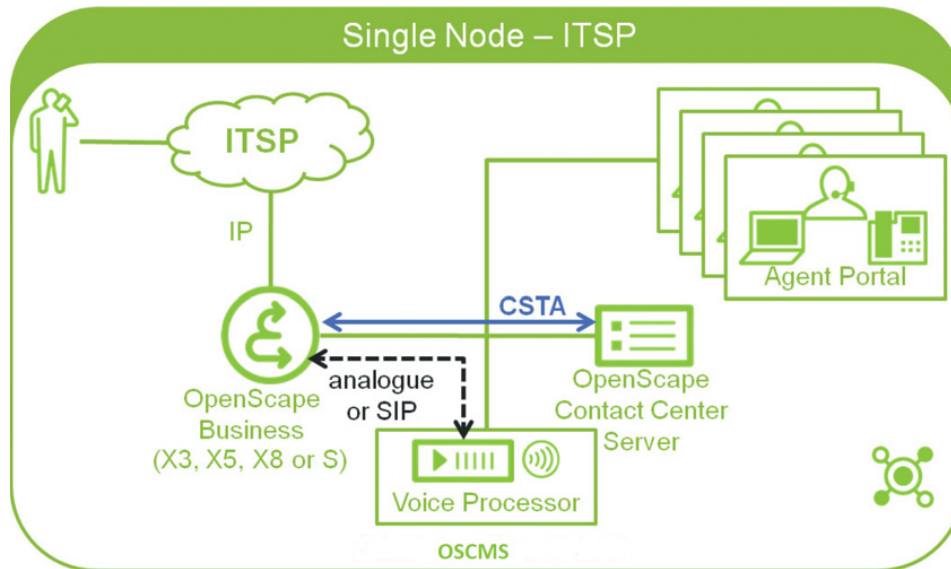 Single Node – ITSP
ITSP
IP
Agent Portal
CSTA
analogue
or SIP
OpenScape
Business
(X3, X5, X8 or S)
OpenScape
Contact Center
Server
Voice Processor
OSCMS